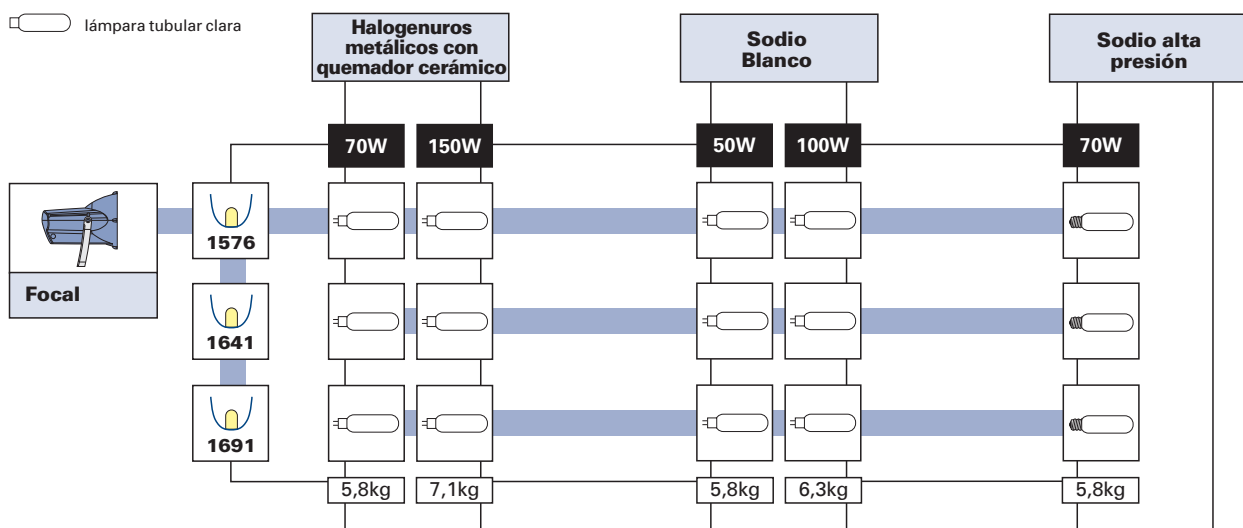 lámpara tubular clara
Halogenuros
metálicos con
quemador cerámico
Sodio
Blanco
Sodio alta
presión
70W 150W 50W 100W 70W
1576
Focal
1641
1691
5,8kg 7,1kg 5,8kg 6,3kg 5,8kg